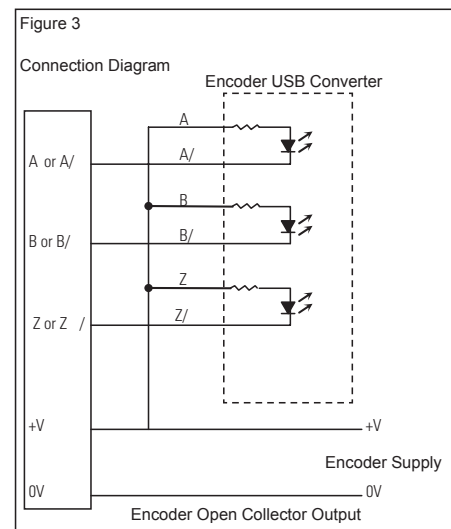 Figure 3
Connection Diagram
Encoder USB Converter
A
A or A/
A/
B
B or B/
B/
Z
Z or Z /
Z/
+V
+V
Encoder Supply
0V
0V
Encoder Open Collector Output